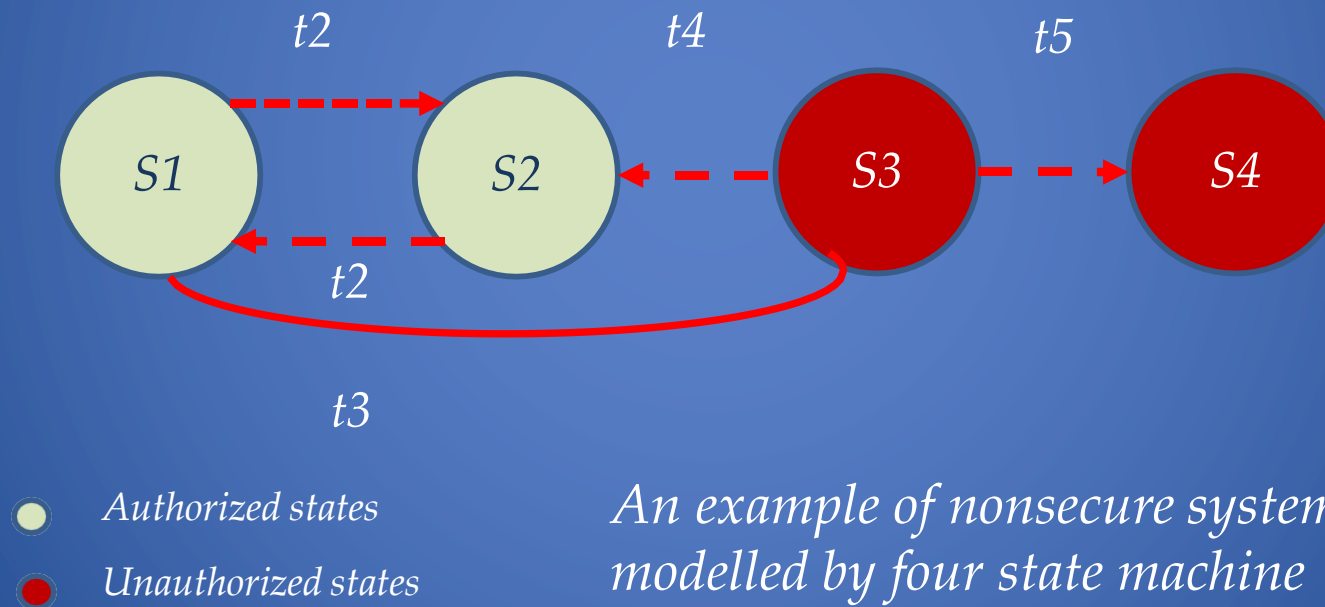 t2
t4
t5
S1
S2
S3
S4
t2
t3
Authorized states
Unauthorized states
An example of nonsecure system
modelled by four state machine